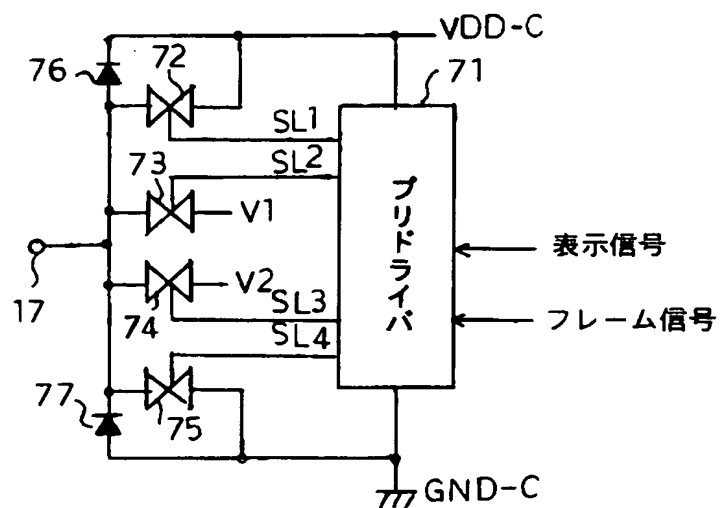 VDD-C
76
72
71
SL1
73
SL2
V1
プリドライバ
表示信号
17
V2
74
SL3
フレーム信号
SL4
77
75
GND-C